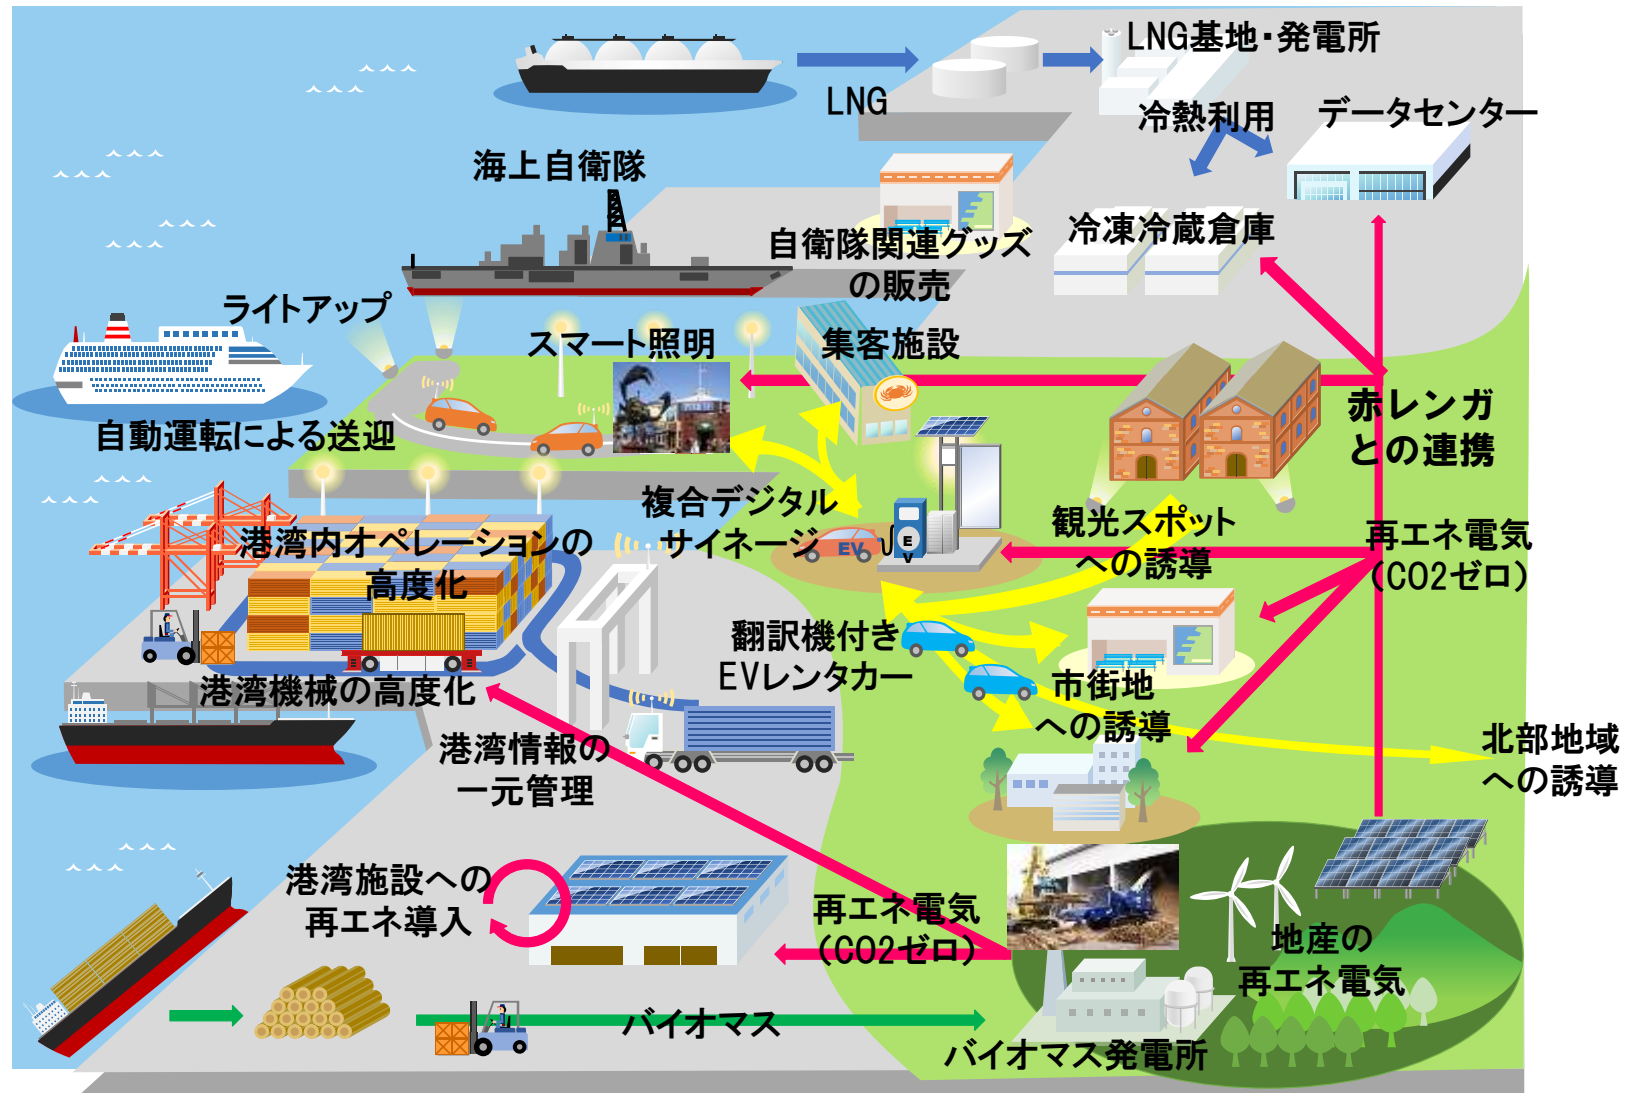 LNG基地・発電所
LNG
冷熱利用
データセンター
海上自衛隊
冷凍冷蔵倉庫
自衛隊関連グッズ
の販売
ライトアップ
スマート照明
集客施設
自動運転による送迎
赤レンガ
との連携
複合デジタル
サイネージ
EV
E
V
観光スポット
への誘導
再エネ電気
（CO2ゼロ）
港湾内オペレーションの
高度化
翻訳機付き
EVレンタカー
港湾機械の高度化
市街地
への誘導
港湾情報の
一元管理
北部地域
への誘導
港湾施設への
再エネ導入
再エネ電気
（CO2ゼロ）
地産の
再エネ電気
バイオマス
バイオマス発電所